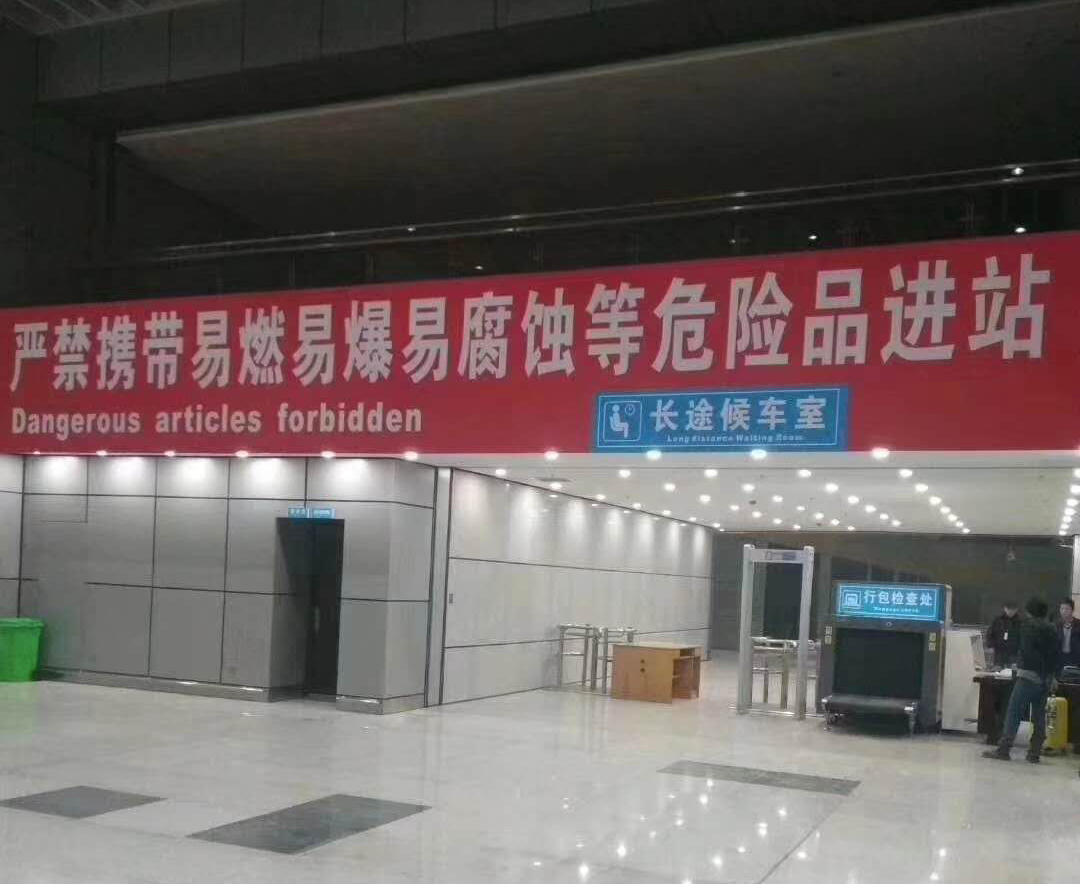 严禁携带易燃易爆易腐蚀等危险品进站
Dangerous articles forbidden
长途候车室
Long distance Waiting Room
行包检查处